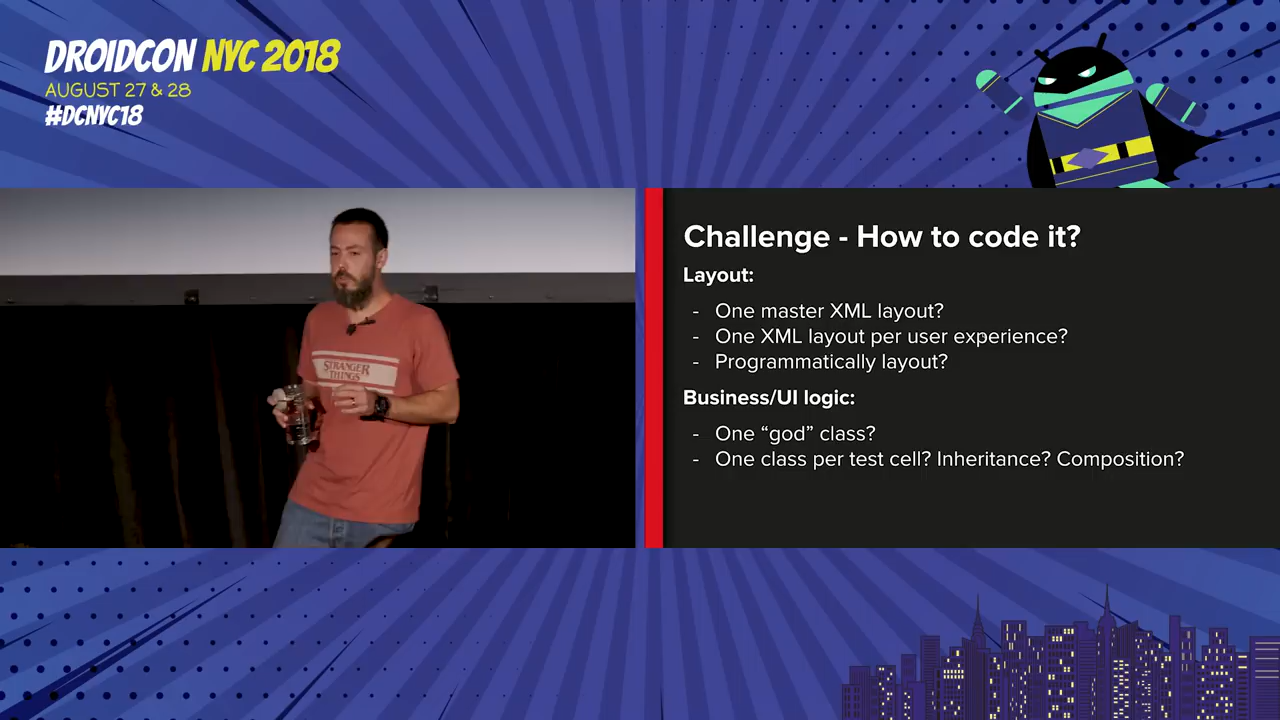 DROIDCON NYC 2018
AUGUST 27 & 28
#DCNYC18
STRANGER
THINGS
Challenge - How to code it?
Layout:
- One master XML layout?
- One XML layout per user experience?
- Programmatically layout?
Business/UI logic:
- One “god” class?
- One class per test cell? Inheritance? Composition?